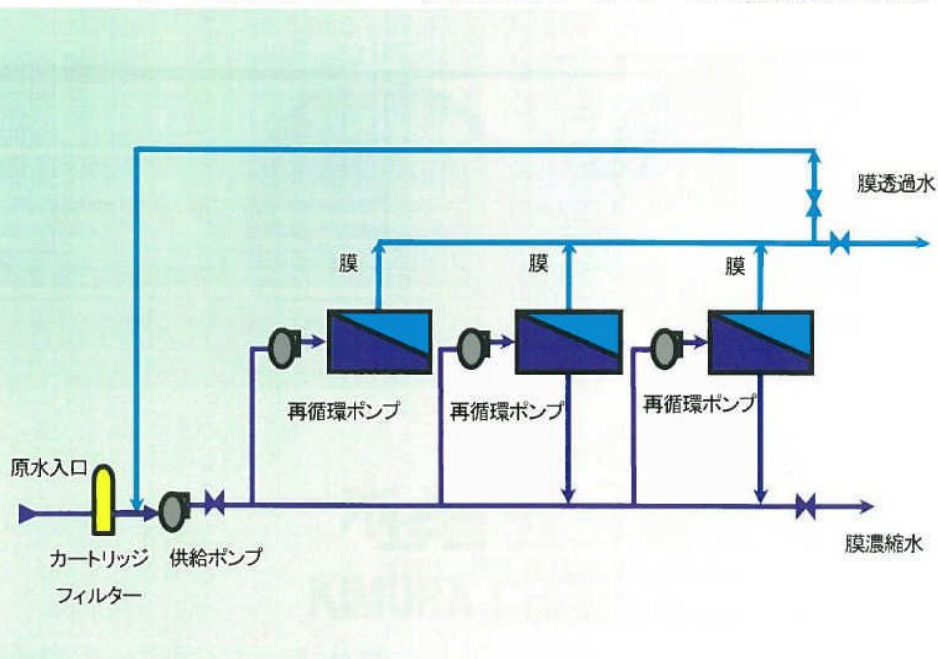 膜透過水
膜
膜
膜
再循環ポンプ
再循環ポンプ
再循環ポンプ
原水入口
膜濃縮水
カートリッジ
フィルター
供給ポンプ